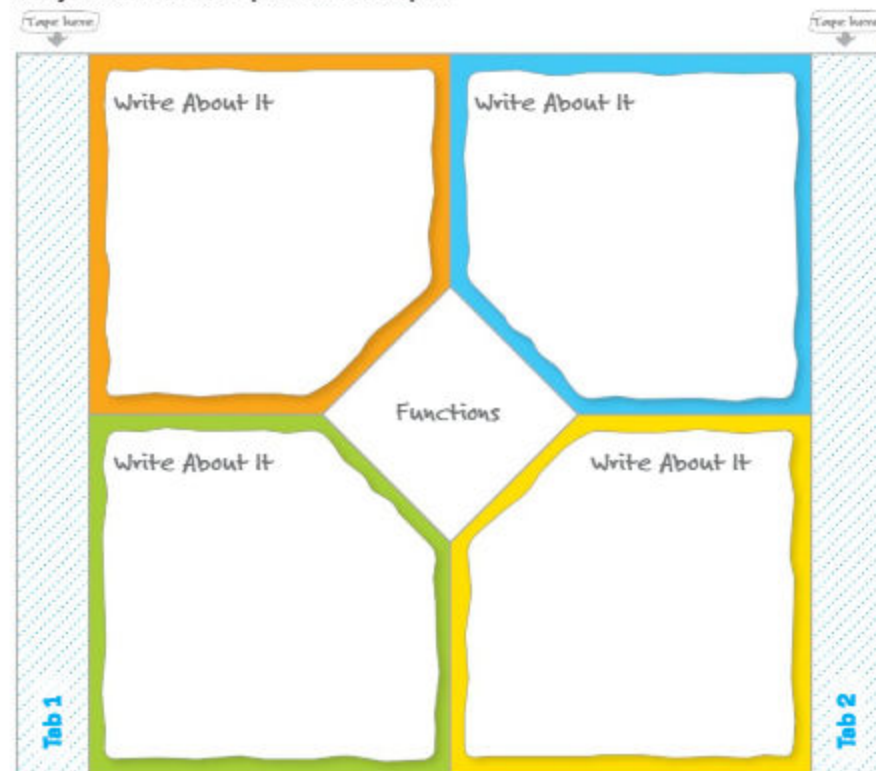 Tape here
Tape here
Write About It
Write About It
Functions
Write About It
Write About It
Tab 1
Tab 2